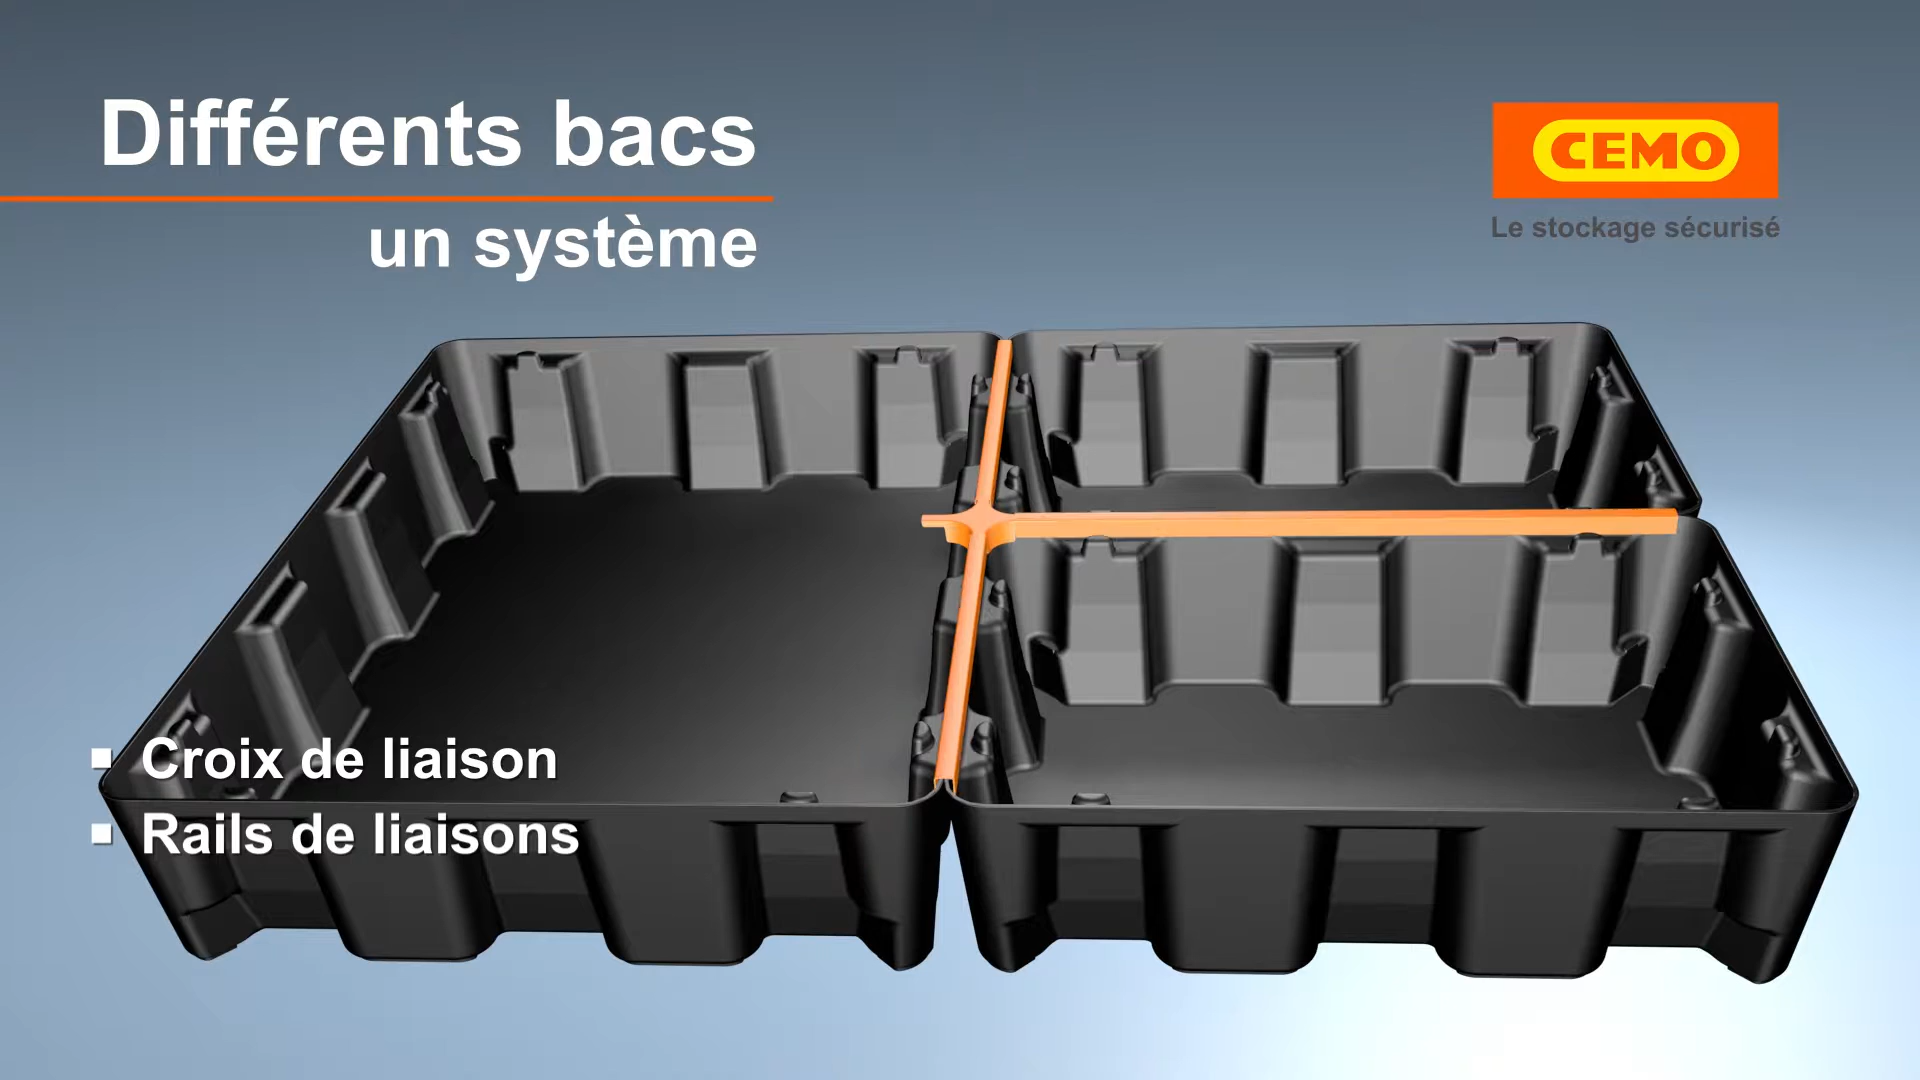 Différents bacs
un système
CEMO
Le stockage sécurisé
▪ Croix de liaison
▪ Rails de liaisons